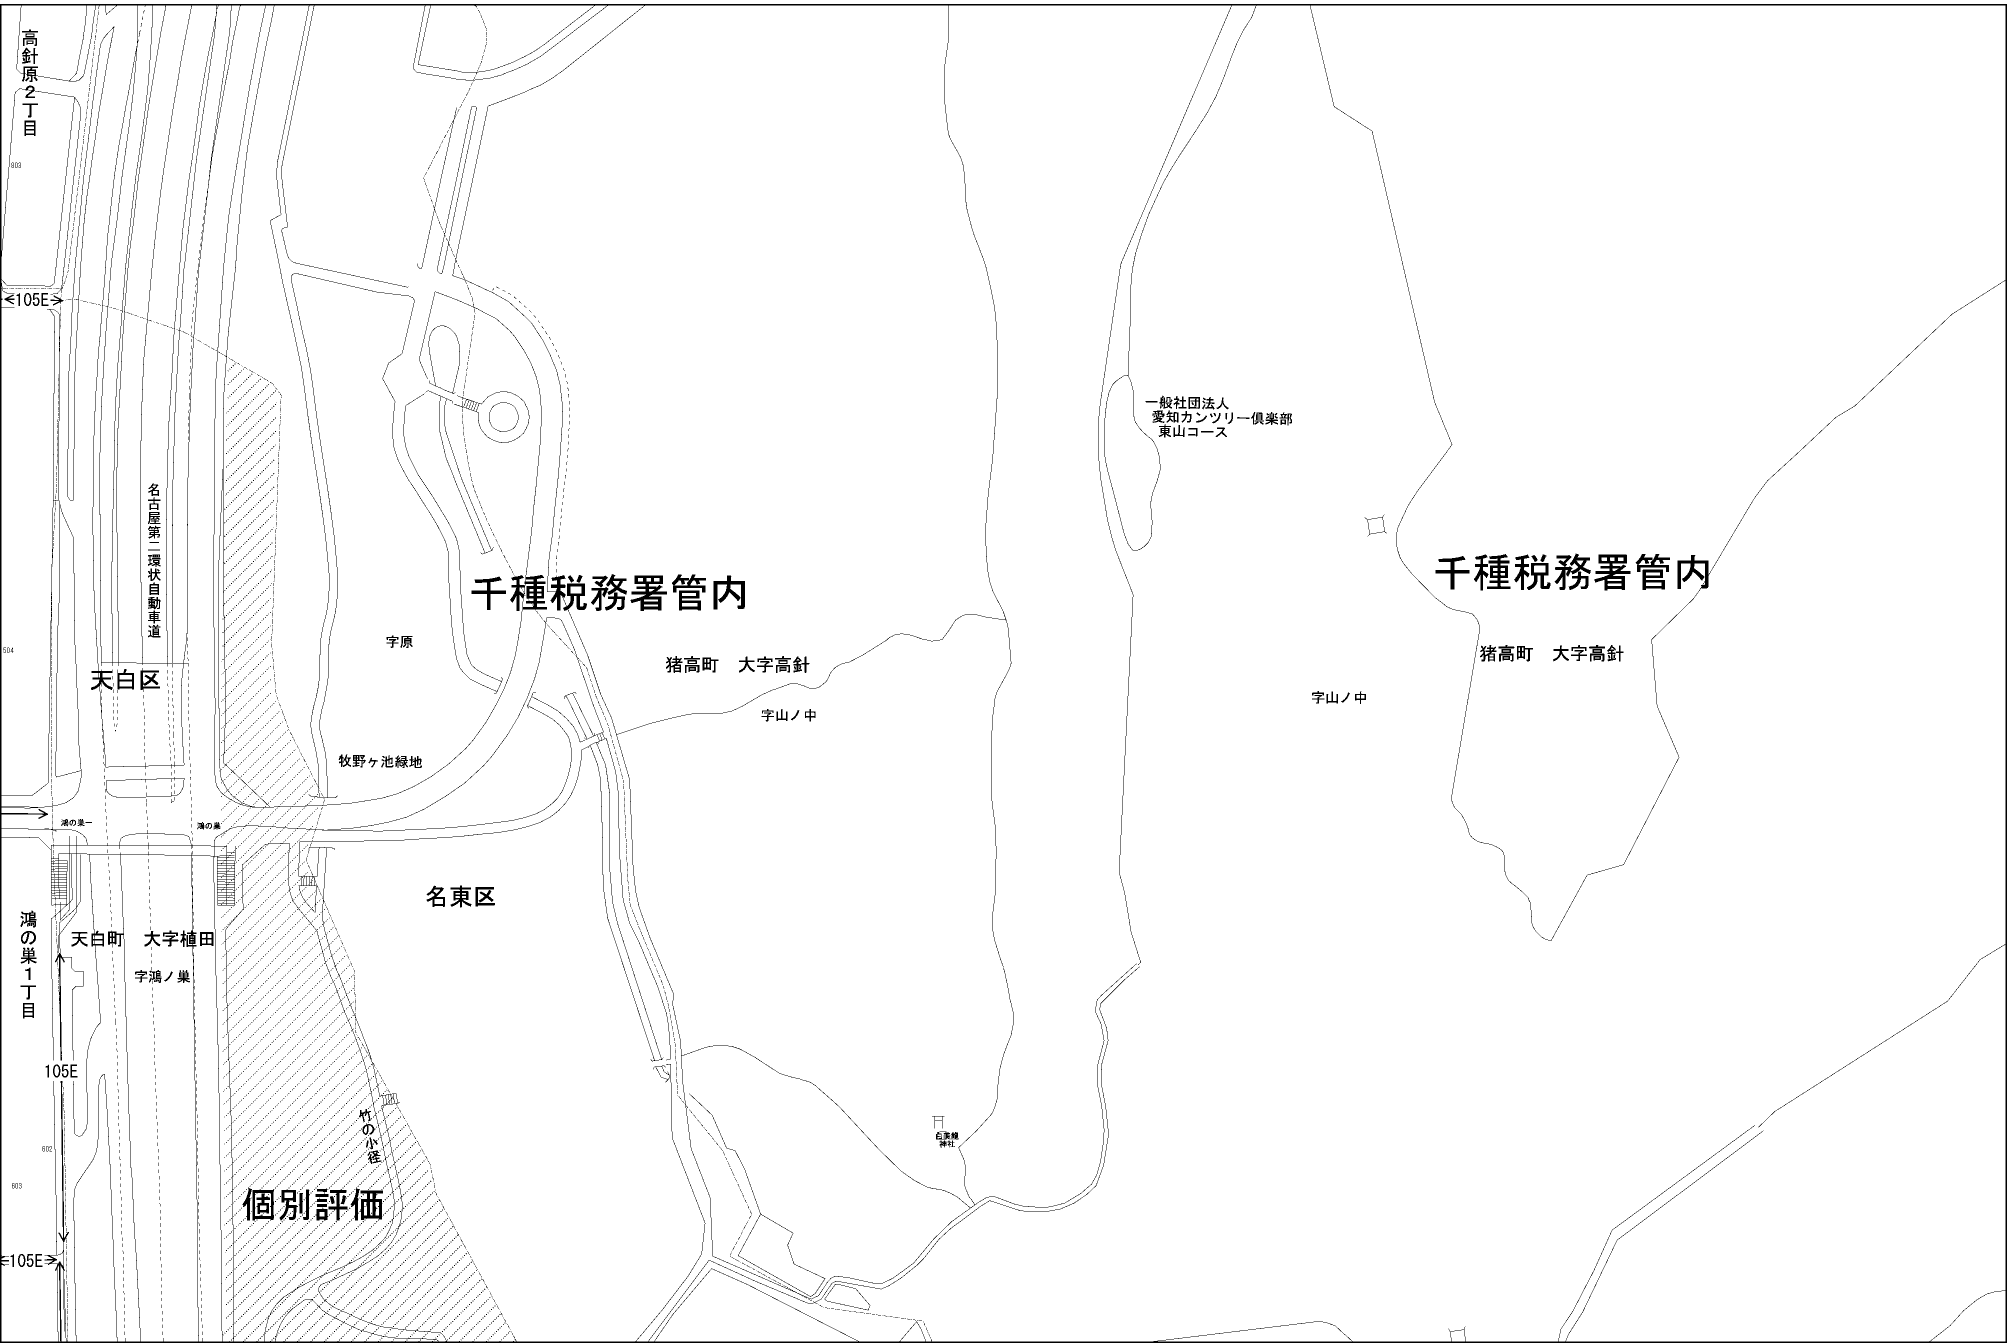 高針原2丁目
803
105E
一般社団法人
愛知カンツリー倶楽部
東山コース
名古屋第二環状自動車道
千種税務署管内
千種税務署管内
字原
504
猪高町 大字高針
猪高町 大字高針
天白区
字山ノ中
字山ノ中
牧野ヶ池緑地
鴻の巣一
鴻の巣
名東区
鴻の巣1丁目
天白町 大字植田
字鴻ノ巣
105E
竹の小径
白美龍
神社
602
603
個別評価
105E